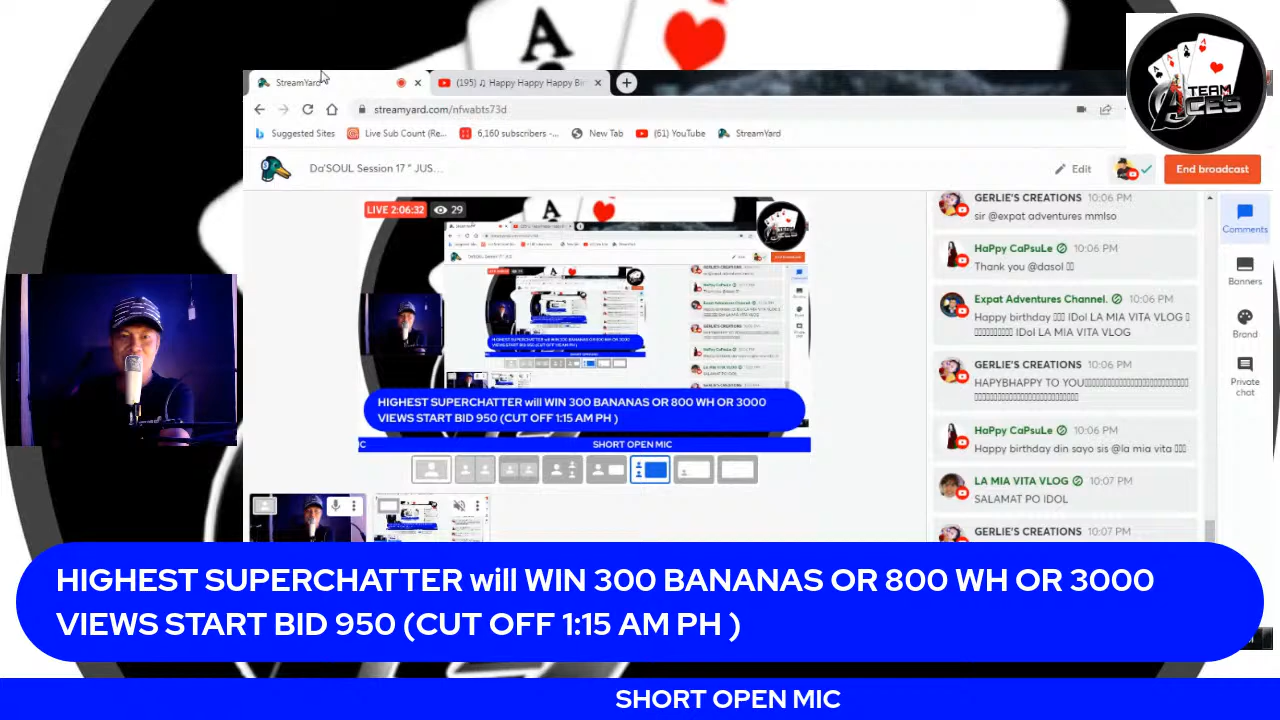 A
TEAM
ACES
StreamYard
(195) ♫ Happy Happy Happy Bir
streamyard.com/nfwabts73d
Suggested Sites
Live Sub Count (Re...
6,160 subscribers -...
New Tab
(61) YouTube
StreamYard
Da'SOUL Session 17 " JUS...
Edit
End broadcast
LIVE 2:06:32
29
A
HIGHEST SUPERCHATTER will WIN 300 BANANAS OR 800 WH OR 3000
VIEWS START BID 950 (CUT OFF 1:15 AM PH )
IC
SHORT OPEN MIC
GERLIE'S CREATIONS 10:06 PM
sir @expat adventures mmlso
HaPpy CaPsuLe 10:06 PM
Thank you @dasol
Expat Adventures Channel. 10:06 PM
Happy birthday IDol LA MIA VITA VLOG
IDol LA MIA VITA VLOG
GERLIE'S CREATIONS 10:06 PM
HAPYBHAPPY TO YOU
HaPpy CaPsuLe 10:06 PM
Happy birthday din sayo sis @la mia vita
LA MIA VITA VLOG 10:07 PM
SALAMAT PO IDOL
GERLIE'S CREATIONS 10:07 PM
Comments
Banners
Brand
Private
chat
HIGHEST SUPERCHATTER will WIN 300 BANANAS OR 800 WH OR 3000
VIEWS START BID 950 (CUT OFF 1:15 AM PH )
SHORT OPEN MIC